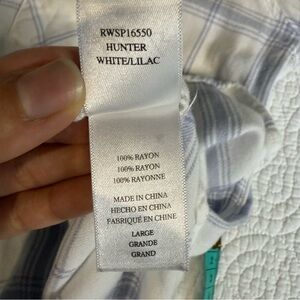 RWSP16550
HUNTER
WHITE/LILAC
100% RAYON
100% RAYON
100% RAYONNE
MADE IN CHINA
HECHO EN CHINA
FABRIQUÉ EN CHINE
LARGE
GRANDE
GRAND